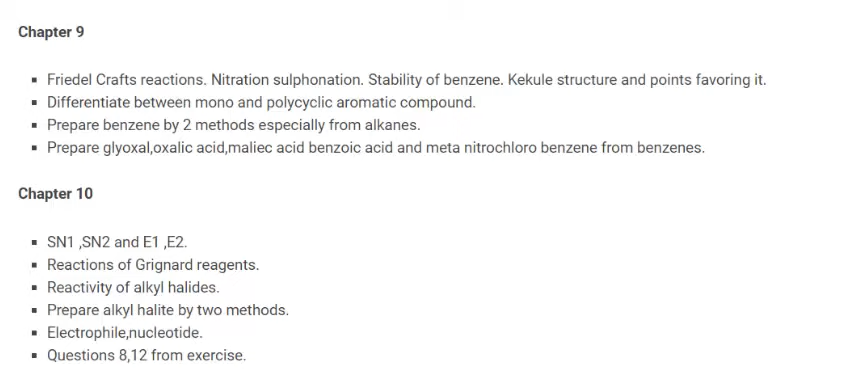 Chapter 9
▪ Friedel Crafts reactions. Nitration sulphonation. Stability of benzene. Kekule structure and points favoring it.
▪ Differentiate between mono and polycyclic aromatic compound.
▪ Prepare benzene by 2 methods especially from alkanes.
▪ Prepare glyoxal,oxalic acid,maliec acid benzoic acid and meta nitrochloro benzene from benzenes.
Chapter 10
▪ SN1 ,SN2 and E1 ,E2.
▪ Reactions of Grignard reagents.
▪ Reactivity of alkyl halides.
▪ Prepare alkyl halite by two methods.
▪ Electrophile,nucleotide.
▪ Questions 8,12 from exercise.